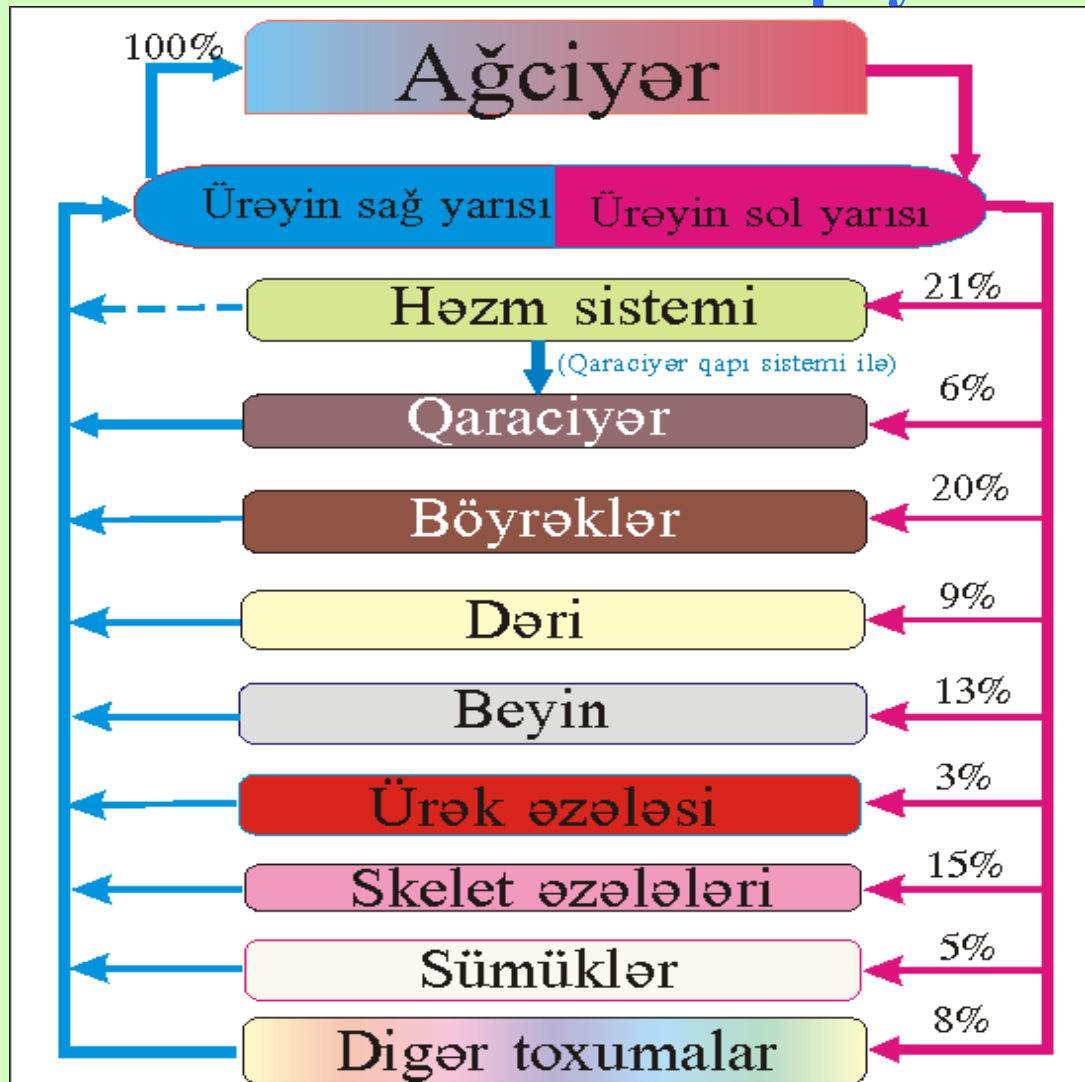 100%
Ağciyər
Ürəyin sağ yarısı
Ürəyin sol yarısı
Həzm sistemi
21%
(Qaraciyər qapı sistemi ilə)
Qaraciyər
6%
Böyrəklər
20%
Dəri
9%
Beyin
13%
Ürək əzələsi
3%
Skelet əzələləri
15%
Sümüklər
5%
Digər toxumalar
8%